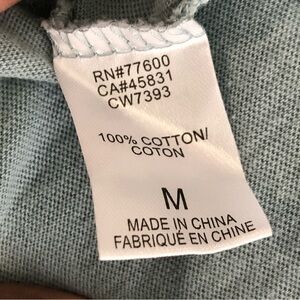 RN#77600
CA#45831
CW7393
100% COTTON/
COTON
M
MADE IN CHINA
FABRIQUÉ EN CHINE